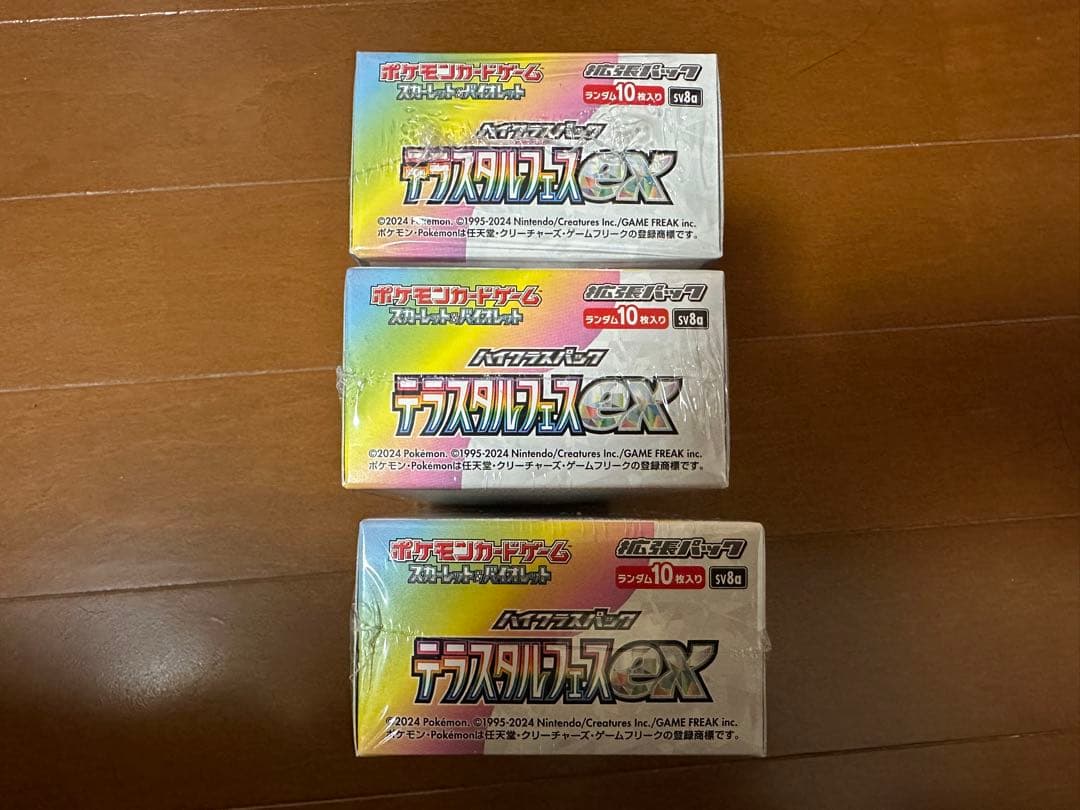 ポケモンカードゲーム
スカーレット&バイオレット
拡張パック
ランダム10枚入り sv8a
ハイクラスパック
テラスタルフェスex
©2024 Pokémon. ©1995-2024 Nintendo/Creatures Inc./GAME FREAK inc.
ポケモン・Pokémonは任天堂・クリーチャーズ・ゲームフリークの登録商標です。
ポケモンカードゲーム
スカーレット&バイオレット
拡張パック
ランダム10枚入り sv8a
ハイクラスパック
テラスタルフェスex
©2024 Pokémon. ©1995-2024 Nintendo/Creatures Inc./GAME FREAK inc.
ポケモン・Pokémonは任天堂・クリーチャーズ・ゲームフリークの登録商標です。
ポケモンカードゲーム
スカーレット&バイオレット
拡張パック
ランダム10枚入り sv8a
ハイクラスパック
テラスタルフェスex
©2024 Pokémon. ©1995-2024 Nintendo/Creatures Inc./GAME FREAK inc.
ポケモン・Pokémonは任天堂・クリーチャーズ・ゲームフリークの登録商標です。